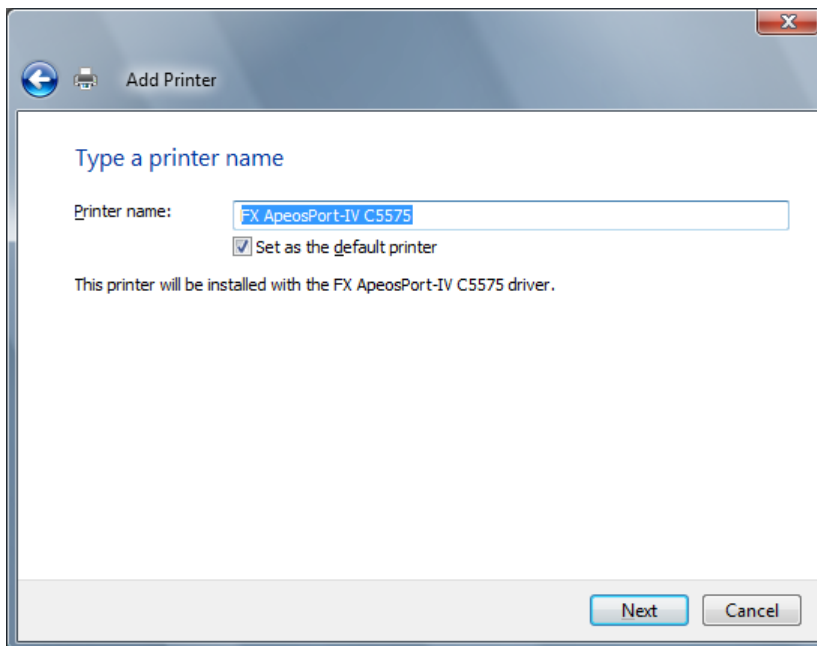 Add Printer
Type a printer name
Printer name: FX ApeosPort-IV C5575
Set as the default printer
This printer will be installed with the FX ApeosPort-IV C5575 driver.
Next Cancel